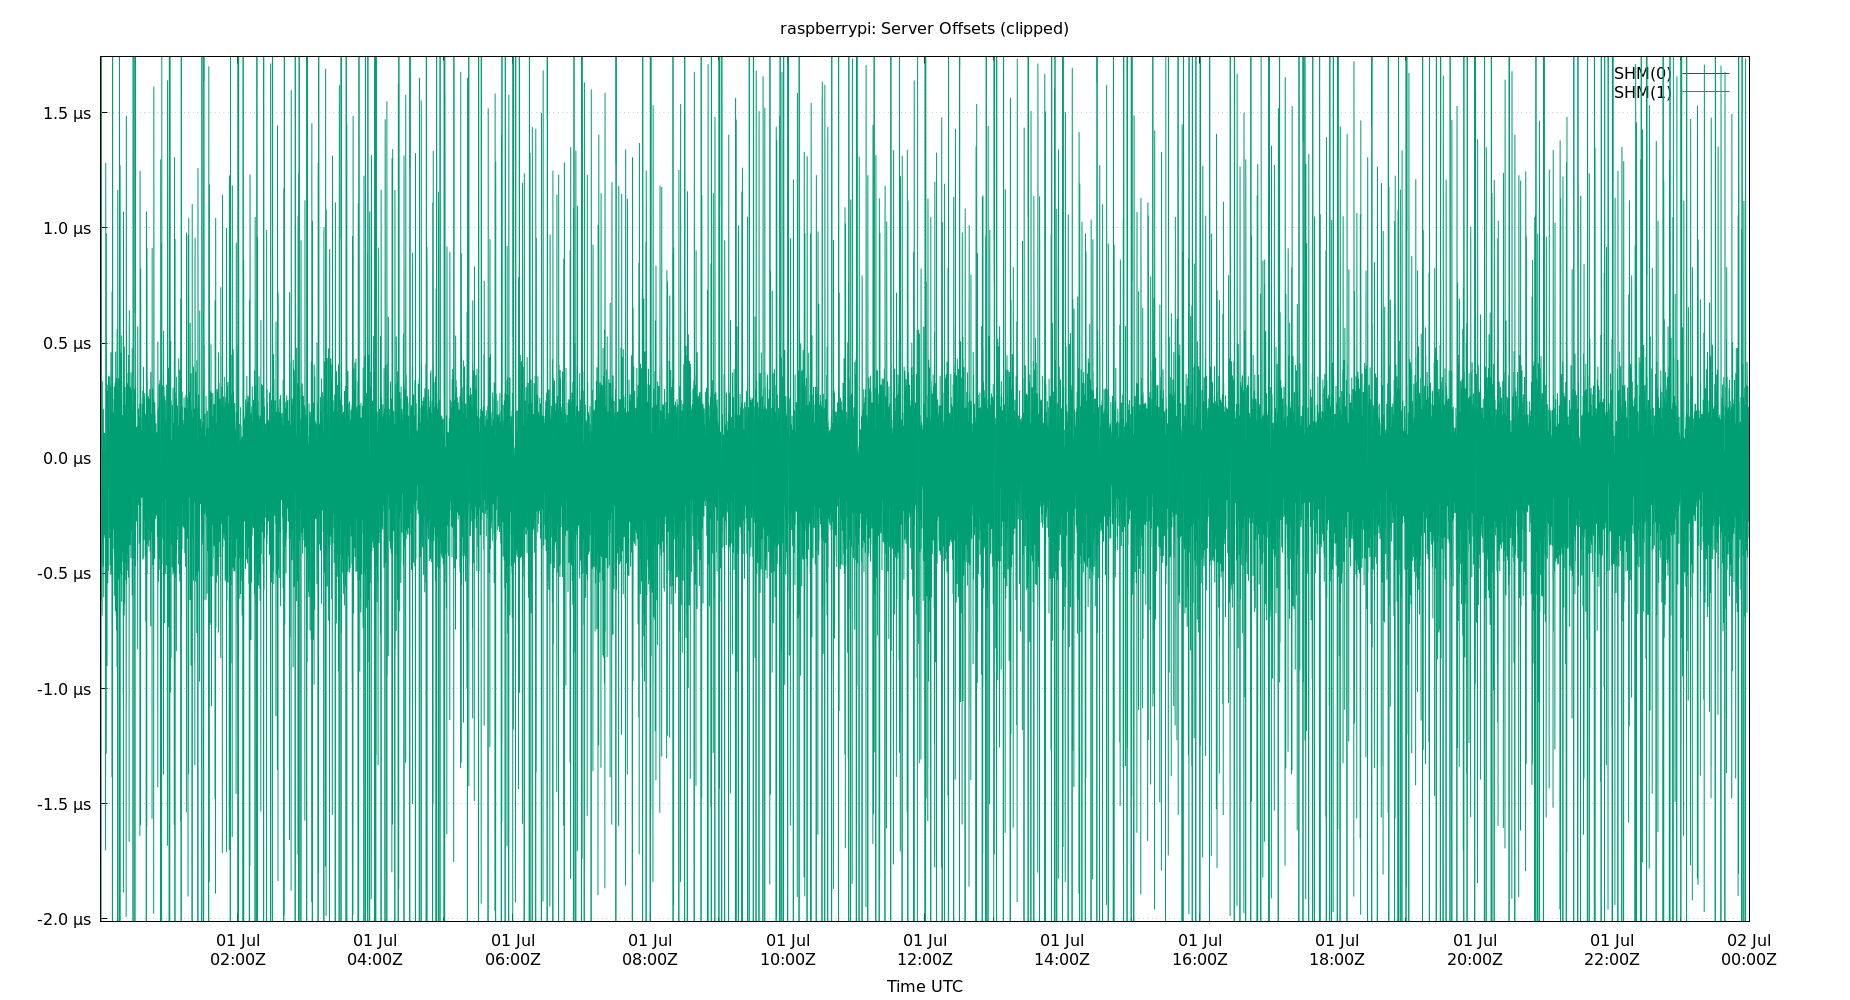 raspberrypi: Server Offsets (clipped)
SHM(0)
SHM(1)
1.5 µs
1.0 µs
0.5 µs
0.0 µs
-0.5 µs
-1.0 µs
-1.5 µs
-2.0 µs
01 Jul 01 Jul 01 Jul 01 Jul 01 Jul 01 Jul 01 Jul 01 Jul 01 Jul 01 Jul 01 Jul 02 Jul
02:00Z 04:00Z 06:00Z 08:00Z 10:00Z 12:00Z 14:00Z 16:00Z 18:00Z 20:00Z 22:00Z 00:00Z
Time UTC